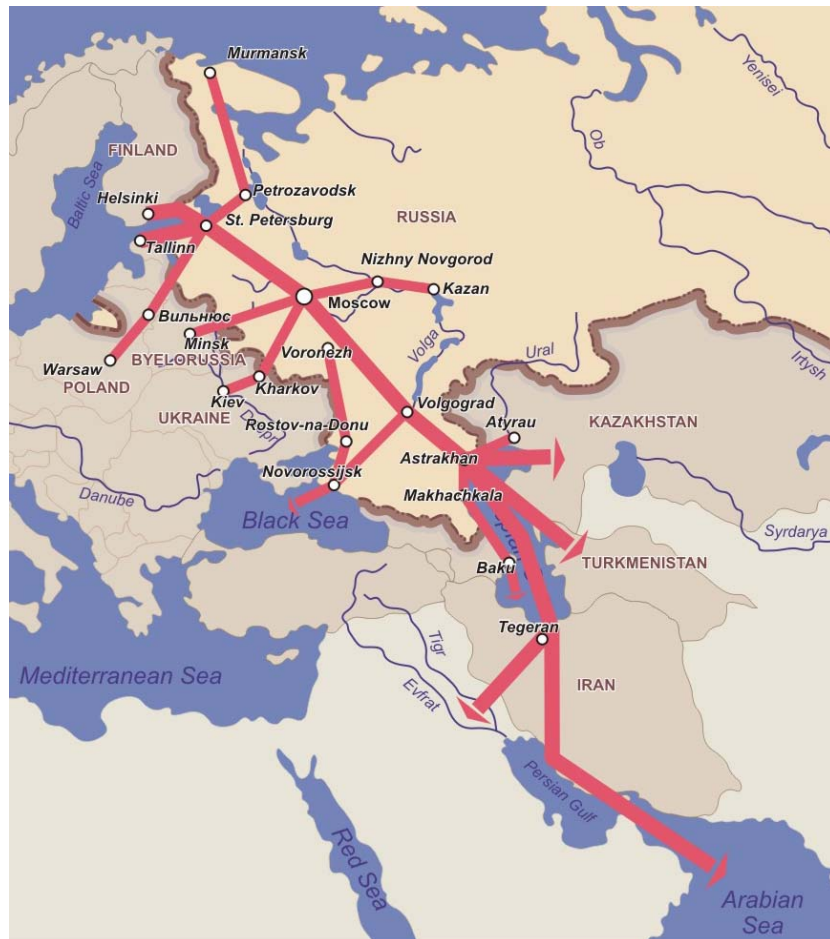 Murmansk
Yenisei
Ob
FINLAND
Baltic Sea
Helsinki
Petrozavodsk
St. Petersburg
RUSSIA
Tallinn
Nizhny Novgorod
Kazan
Moscow
Вильнюс
Minsk
Voronezh
Volga
Ural
Irtysh
BYELORUSSIA
Warsaw
POLAND
Kharkov
Kiev
UKRAINE
Dnepr
Volgograd
Atyrau
KAZAKHSTAN
Rostov-na-Donu
Astrakhan
Novorossijsk
Makhachkala
Danube
Black Sea
Syrdarya
Baku
TURKMENISTAN
Tegeran
Tigr
Mediterranean Sea
Evfrat
IRAN
Persian Gulf
Red Sea
Arabian
Sea